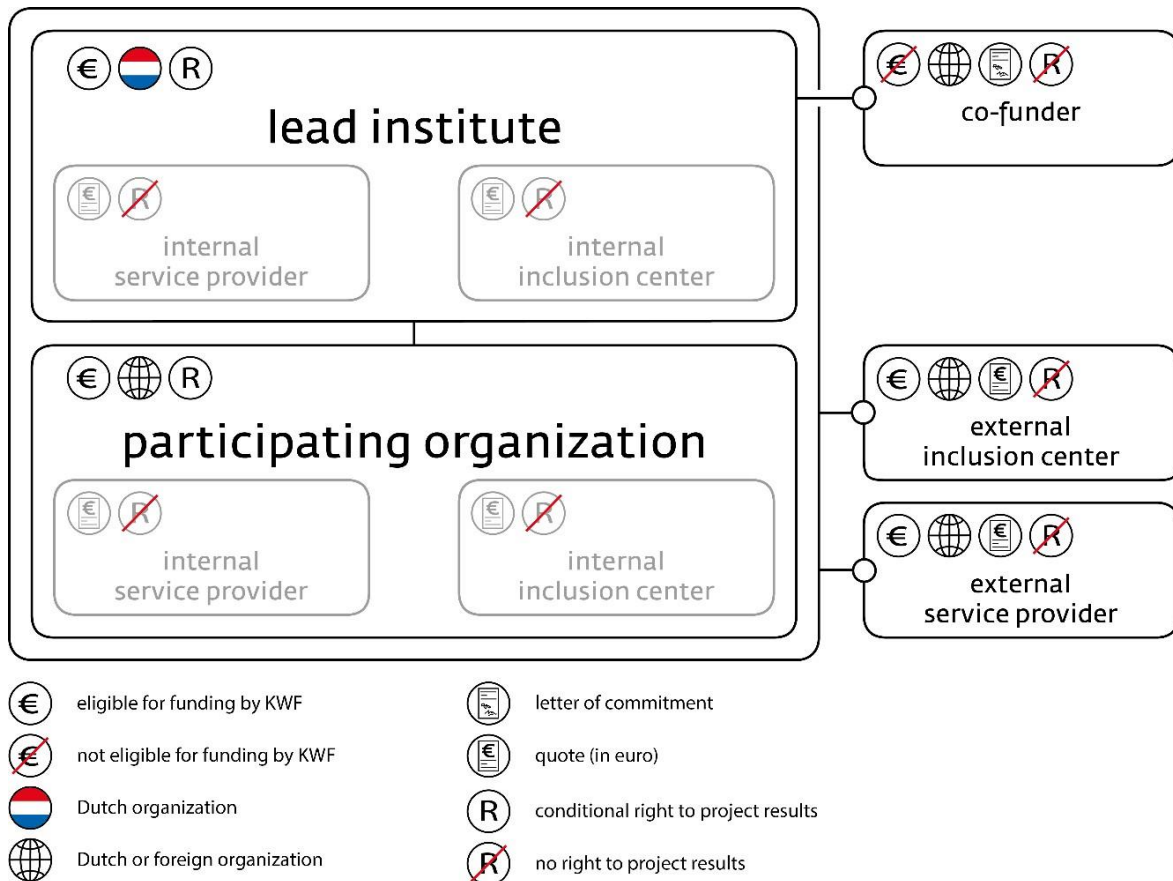 € R
lead institute
€ R
internal
service provider
€ R
internal
inclusion center
€ R
co-funder
€ R
participating organization
€ R
internal
service provider
€ R
internal
inclusion center
€ € R
external
inclusion center
€ € R
external
service provider
€ eligible for funding by KWF
€ not eligible for funding by KWF
Dutch organization
Dutch or foreign organization
letter of commitment
€ quote (in euro)
R conditional right to project results
R no right to project results